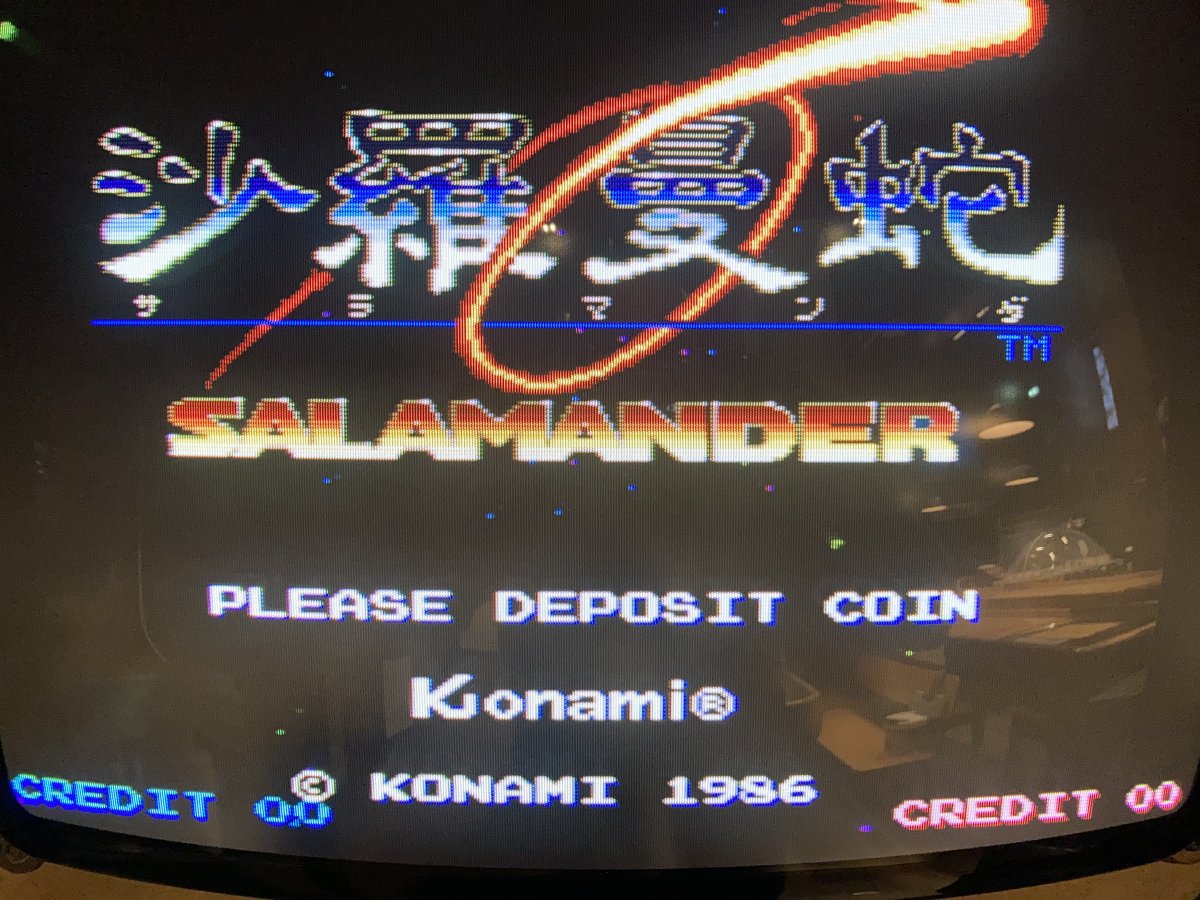 沙羅曼蛇
サラマンダ
TM
SALAMANDER
PLEASE DEPOSIT COIN
Konami®
© KONAMI 1986
CREDIT 00 CREDIT 00